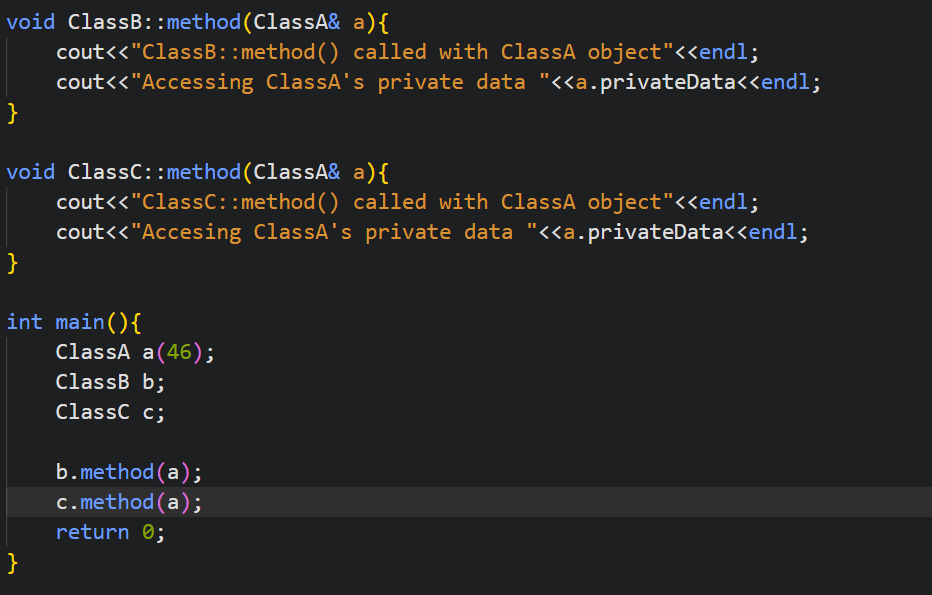 void ClassB::method(ClassA& a){
    cout<<"ClassB::method() called with ClassA object"<<endl;
    cout<<"Accessing ClassA's private data "<<a.privateData<<endl;
}

void ClassC::method(ClassA& a){
    cout<<"ClassC::method() called with ClassA object"<<endl;
    cout<<"Accesing ClassA's private data "<<a.privateData<<endl;
}

int main(){
    ClassA a(46);
    ClassB b;
    ClassC c;

    b.method(a);
    c.method(a);
    return 0;
}